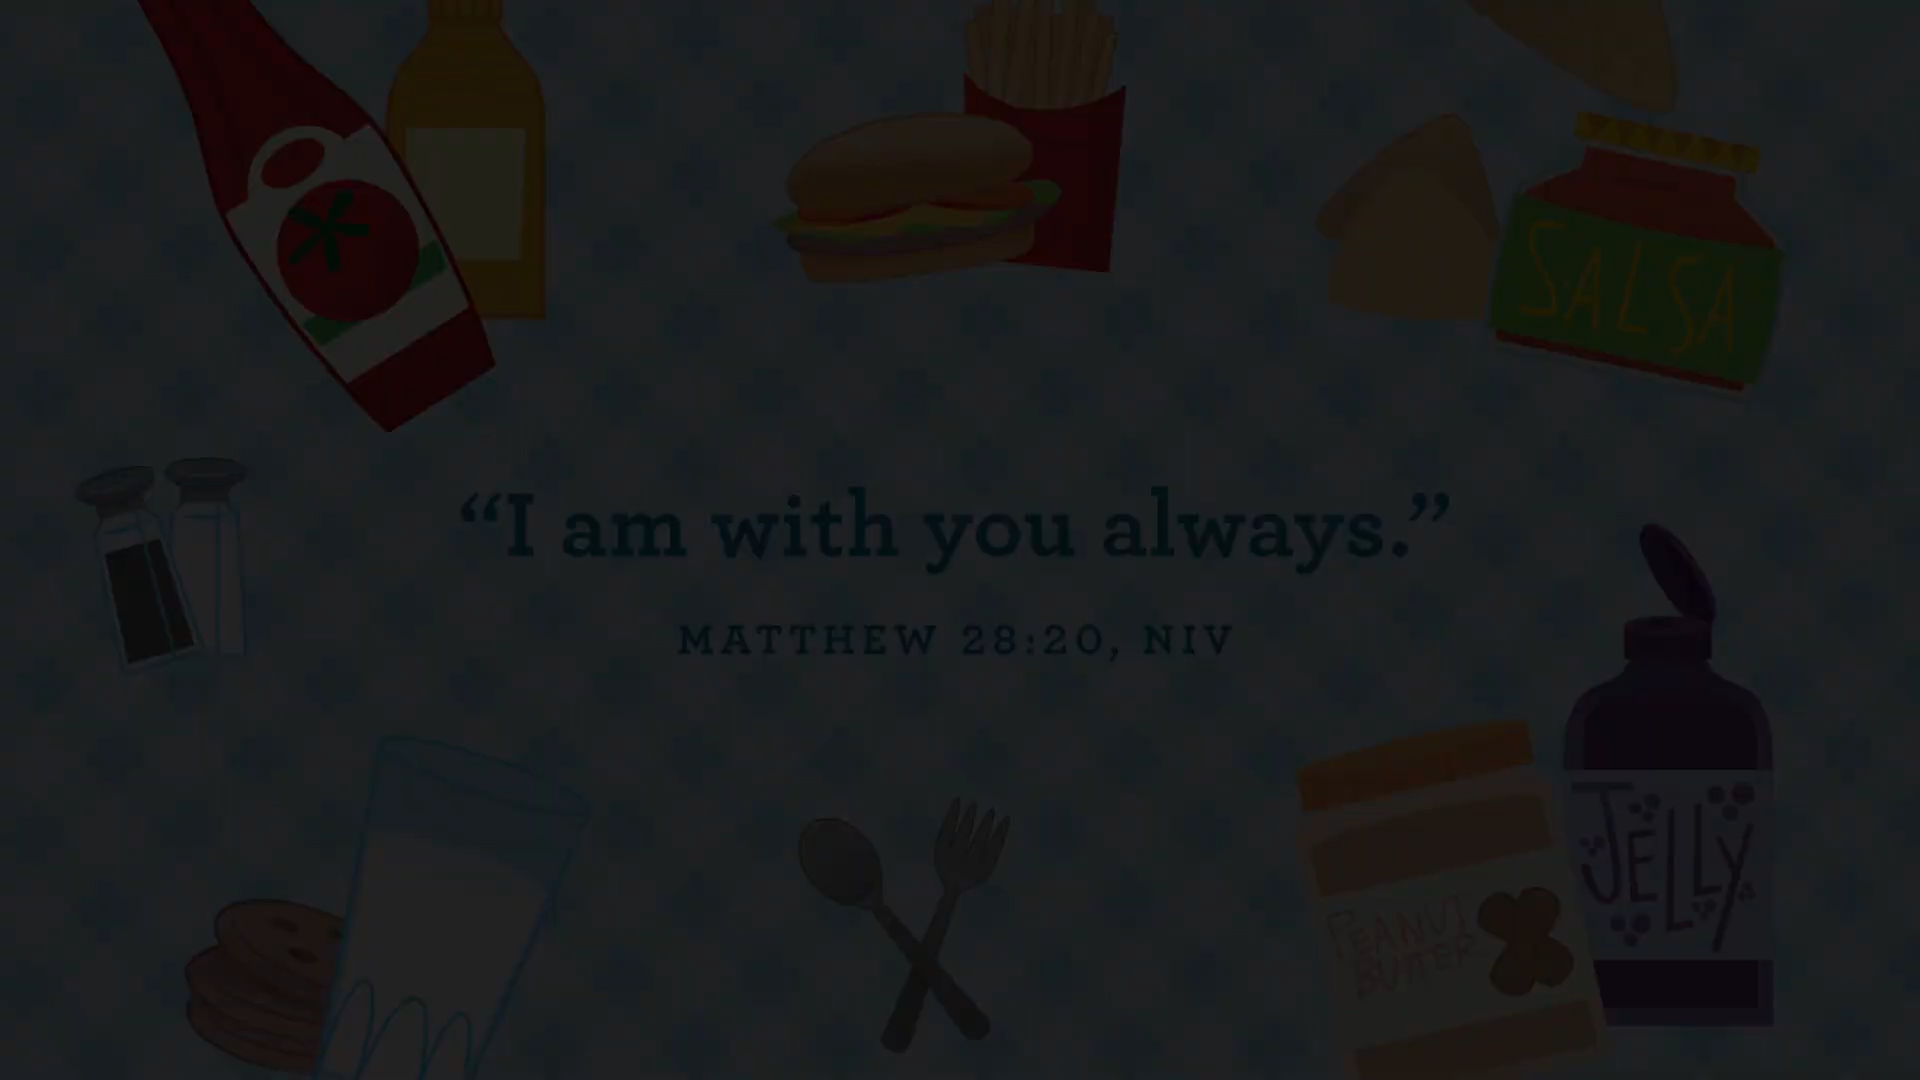 SALSA
“I am with you always.”
MATTHEW 28:20, NIV
JELLY
PEANUT
BUTTER